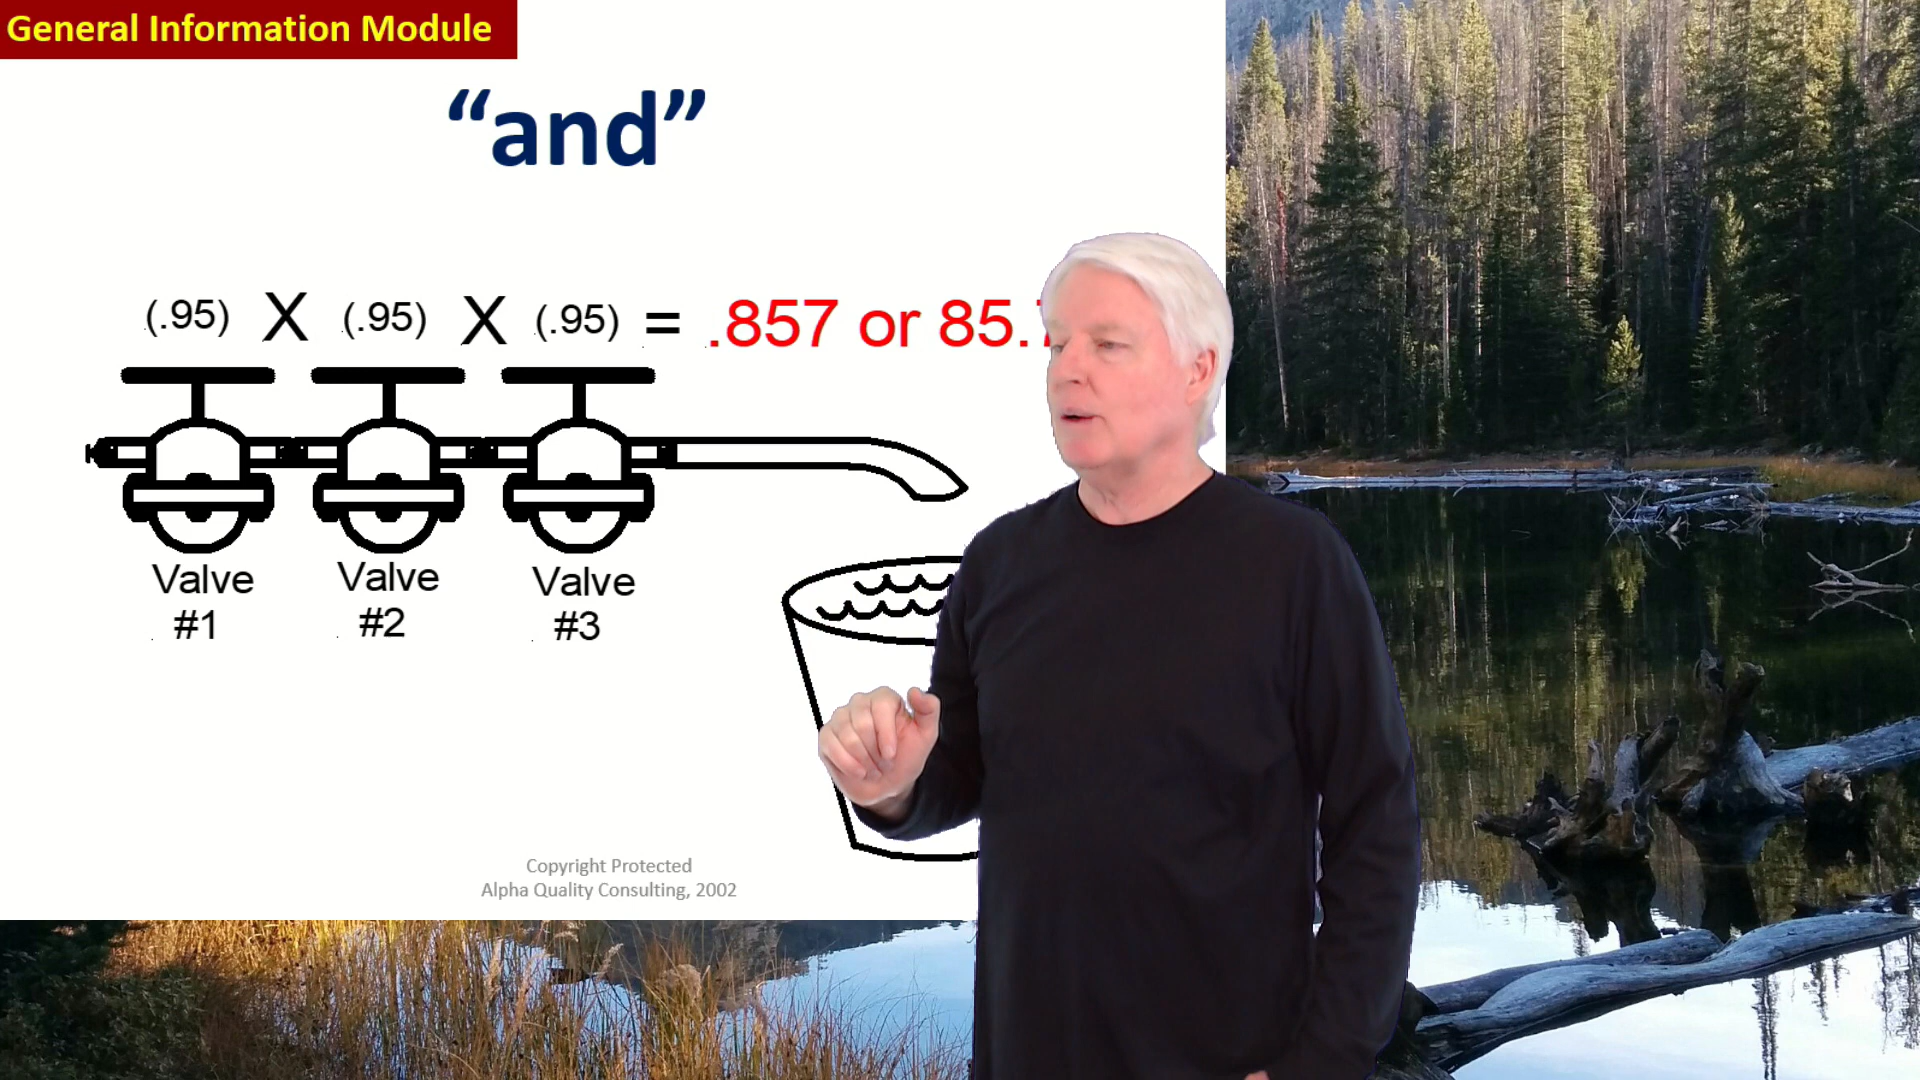 General Information Module
“and”
(.95) X (.95) X (.95) = .857 or 85.7
Valve Valve Valve
#1 #2 #3
Copyright Protected
Alpha Quality Consulting, 2002